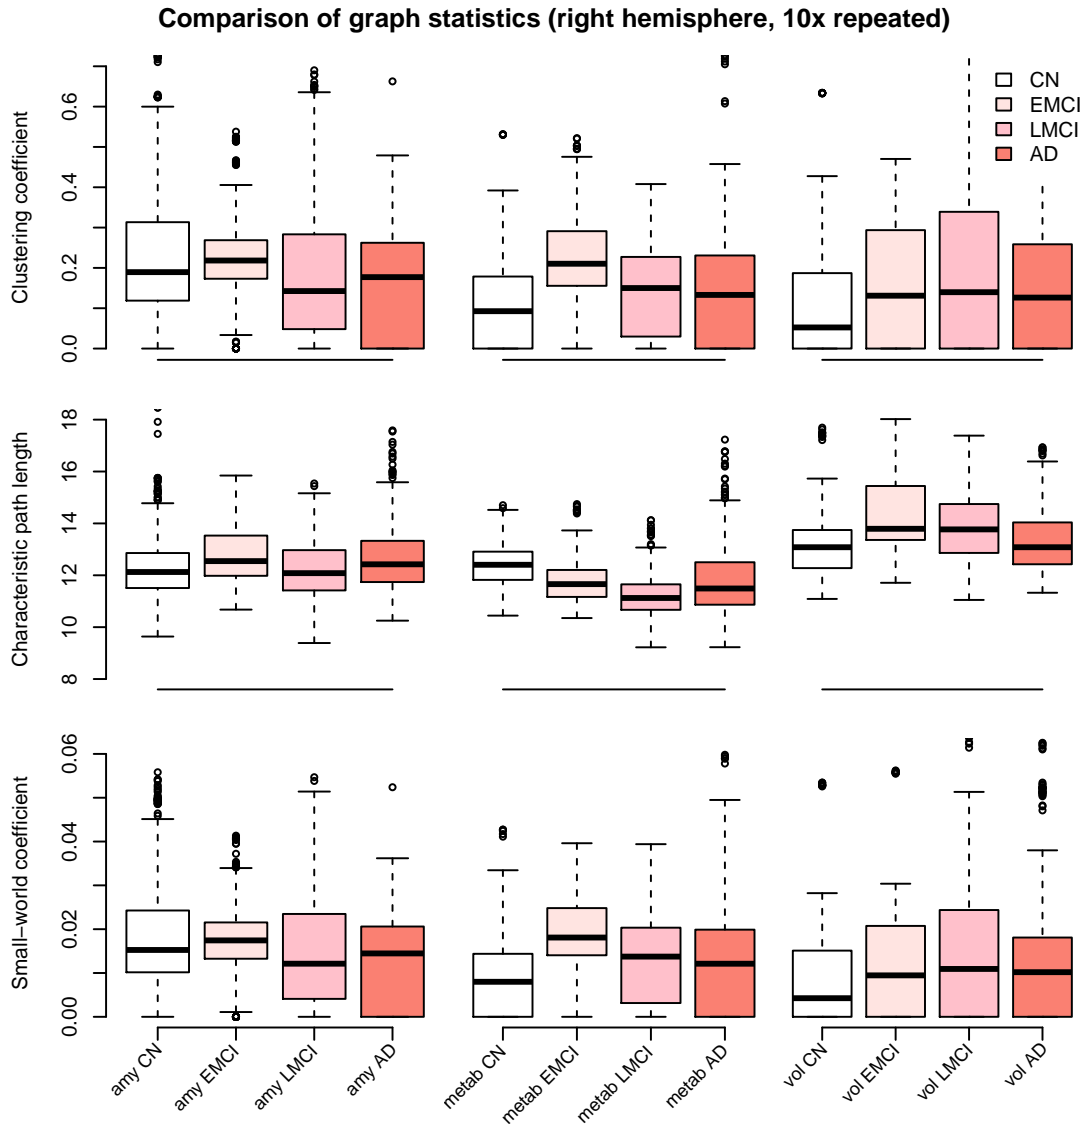 Comparison of graph statistics (right hemisphere, 10x repeated)
Clustering coefficient
0.0 0.2 0.4 0.6
CN
EMCI
LMCI
AD
Characteristic path length
8 10 12 14 16 18
Small−world coefficient
0.00 0.02 0.04 0.06
amy CN
amy EMCI
amy LMCI
amy AD
metab CN
metab EMCI
metab LMCI
metab AD
vol CN
vol EMCI
vol LMCI
vol AD